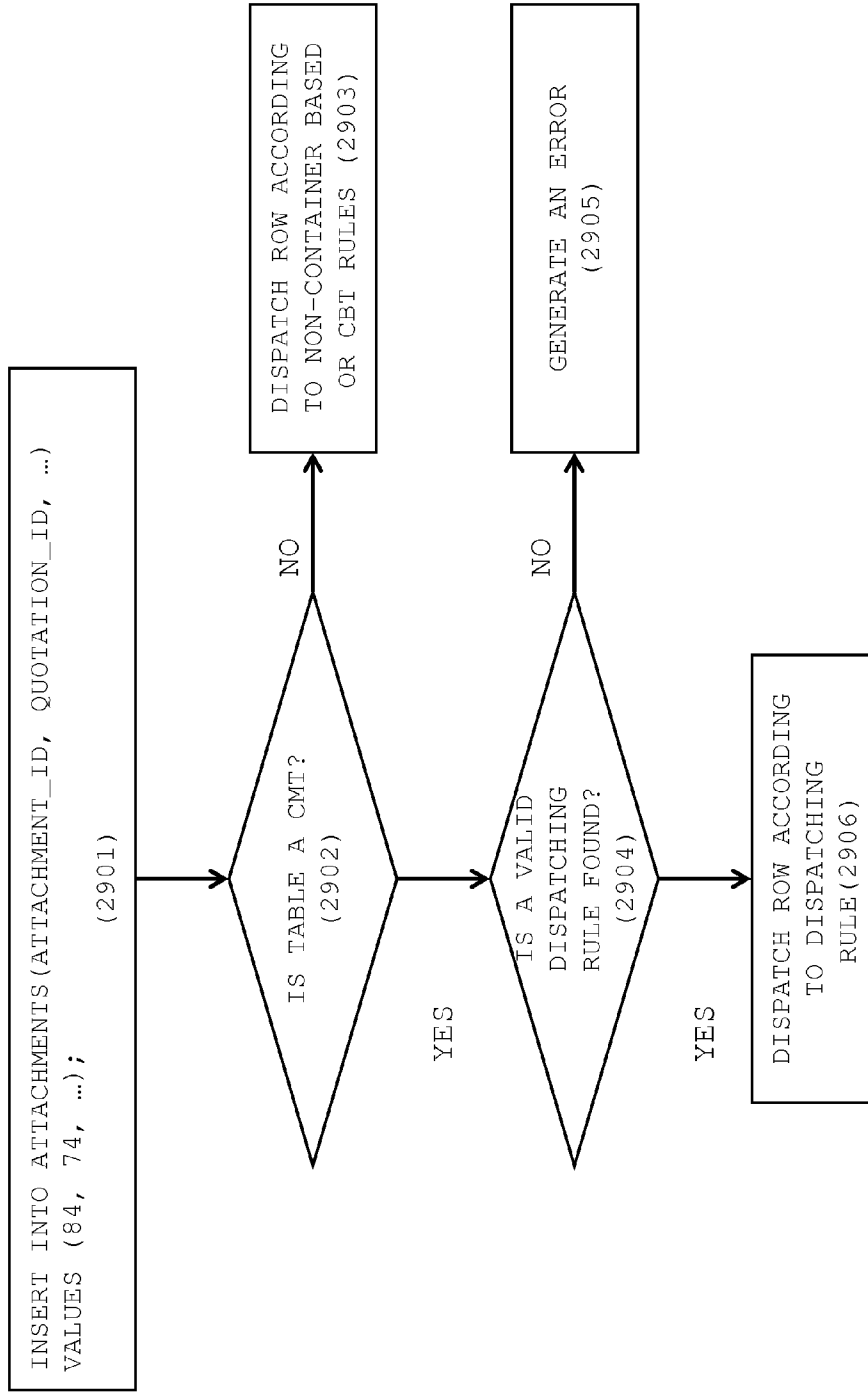 INSERT INTO ATTACHMENTS(ATTACHMENT_ID, QUOTATION_ID, …)
VALUES (84, 74, …);
(2901)
IS TABLE A CMT?
(2902)
NO
DISPATCH ROW ACCORDING
TO NON-CONTAINER BASED
OR CBT RULES (2903)
YES
IS A VALID
DISPATCHING
RULE FOUND?
(2904)
NO
GENERATE AN ERROR
(2905)
YES
DISPATCH ROW ACCORDING
TO DISPATCHING
RULE(2906)